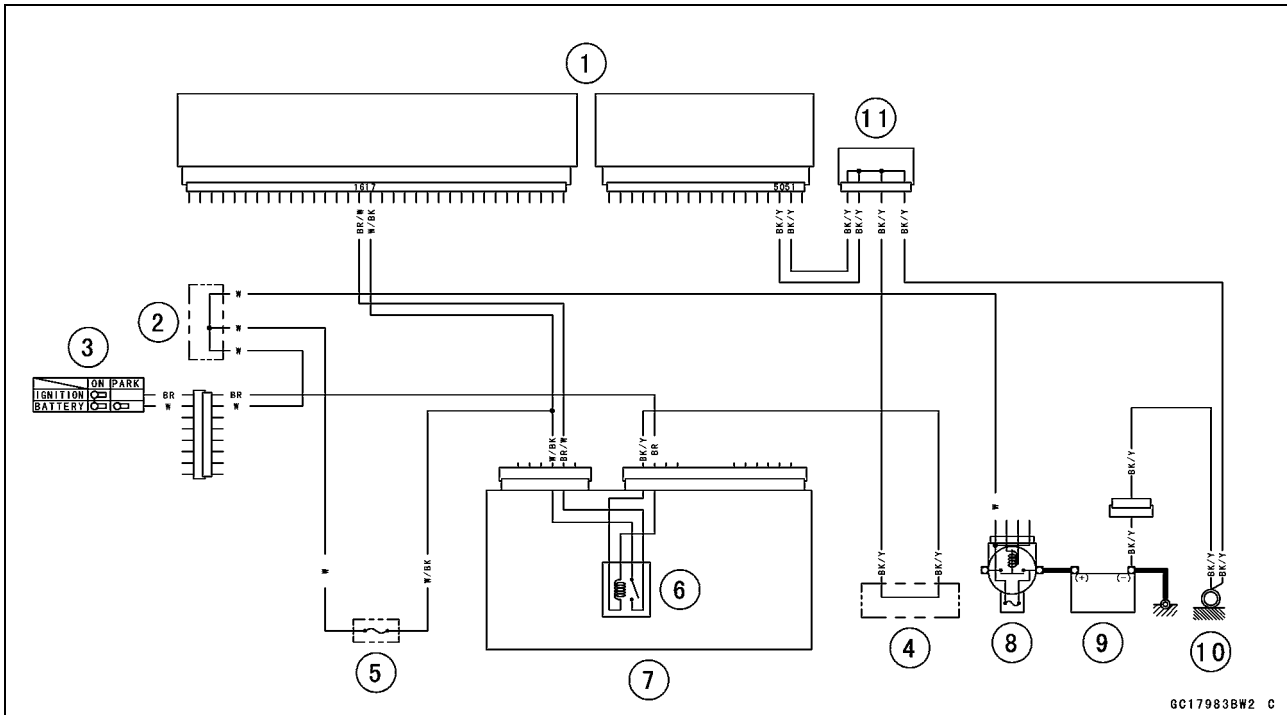 1
1617
5051
11
BR/W
W/BK
BK/Y
BK/Y
BK/Y
BK/Y
BK/Y
BK/Y
2
W
W
W
3
ON PARK
IGNITION
BATTERY
BR
W
BR
W
W/BK
BR/W
BK/Y
BR
BK/Y
W
BK/Y
W
W/BK
BK/Y
BK/Y
BK/Y
BK/Y
BK/Y
(+)
(-)
5
6
7
4
8
9
10
GC17983BW2 C